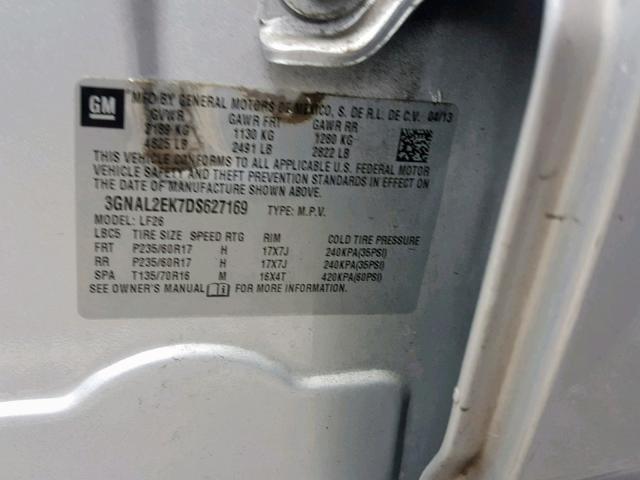 GM
MFD BY GENERAL MOTORS DE MEXICO, S. DE R.L. DE C.V. 04/13
GVWR GAWR FRT GAWR RR
2189 KG 1130 KG 1280 KG
4825 LB 2491 LB 2822 LB
THIS VEHICLE CONFORMS TO ALL APPLICABLE U.S. FEDERAL MOTOR
VEHICLE SAFETY AND THEFT PREVENTION STANDARDS IN EFFECT ON
THE DATE OF MANUFACTURE SHOWN ABOVE.
3GNAL2EK7DS627169 TYPE: M.P.V.
MODEL: LF26
LBC5 TIRE SIZE SPEED RTG RIM COLD TIRE PRESSURE
FRT P235/60R17 H 17X7J 240KPA(35PSI)
RR P235/60R17 H 17X7J 240KPA(35PSI)
SPA T135/70R16 M 16X4T 420KPA(60PSI)
SEE OWNER'S MANUAL FOR MORE INFORMATION.